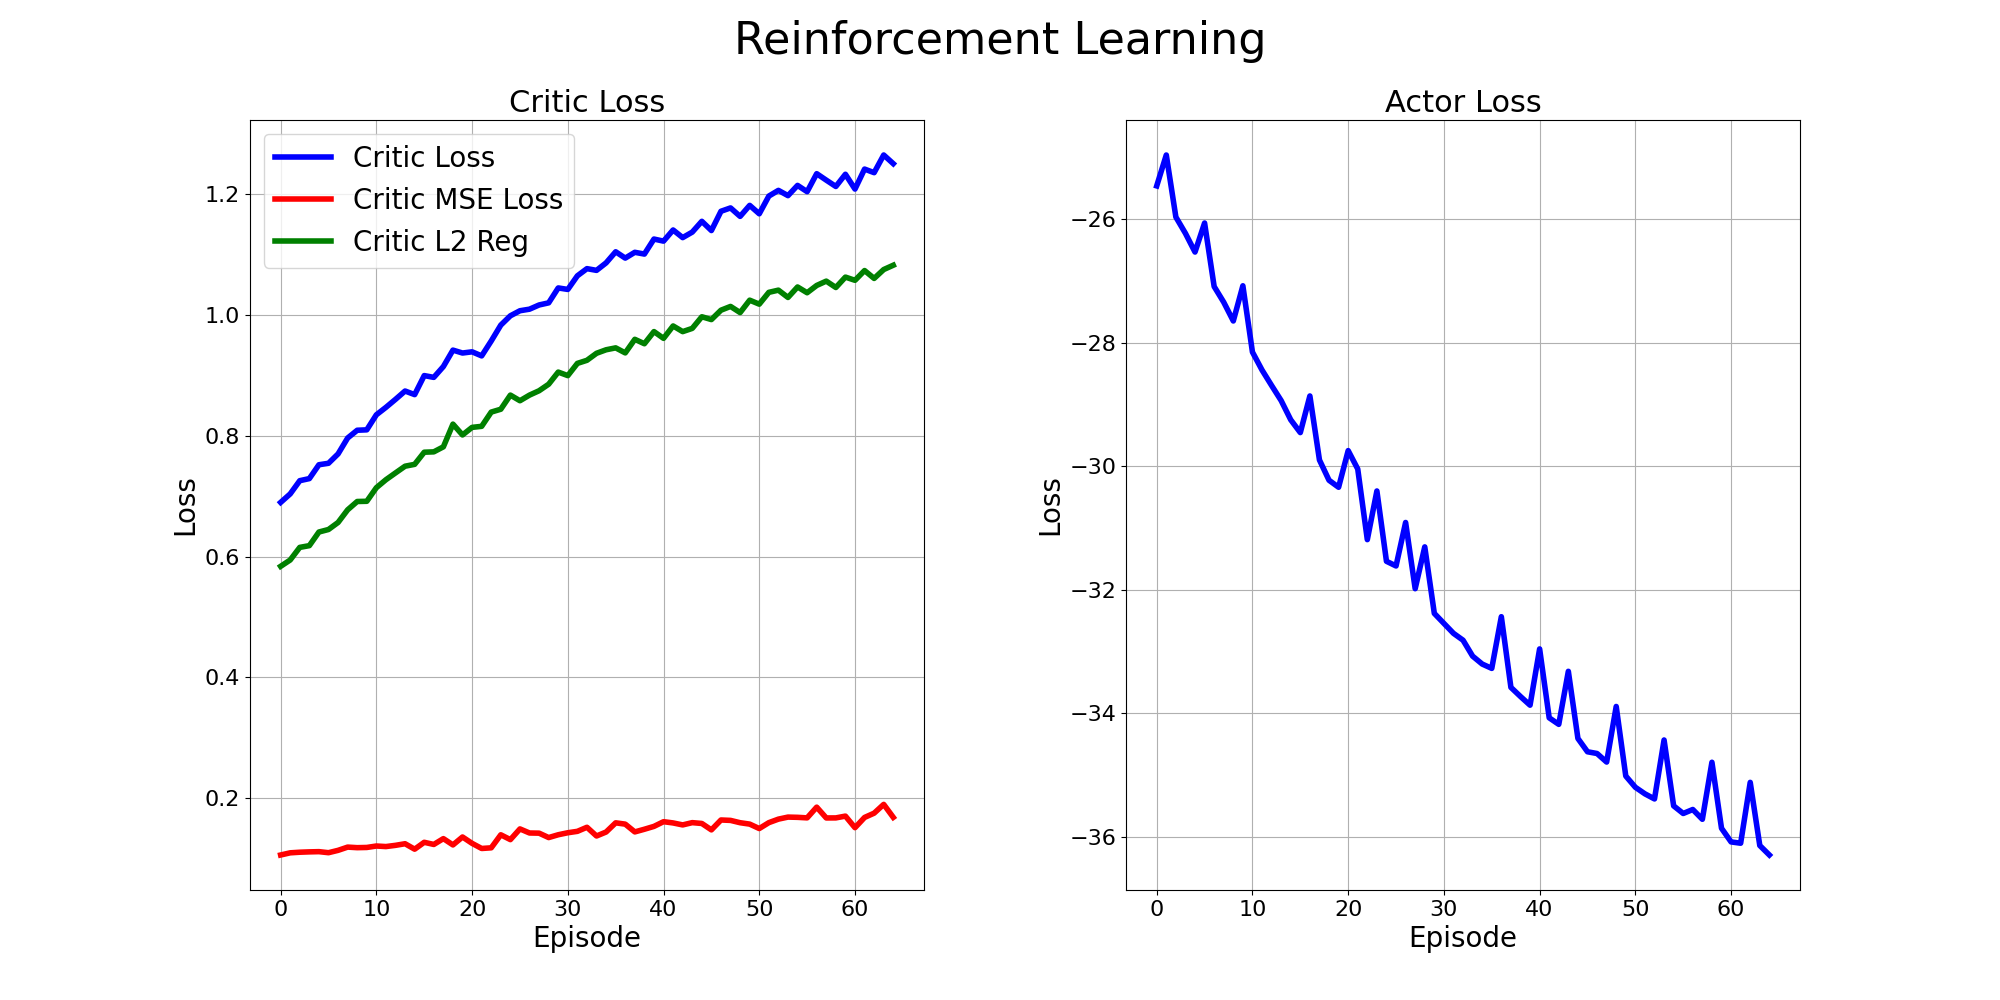 Reinforcement Learning
Critic Loss
Critic Loss
Critic MSE Loss
Critic L2 Reg
1.2
1.0
0.8
0.6
0.4
0.2
Loss
0 10 20 30 40 50 60
Episode
Actor Loss
−26
−28
−30
−32
−34
−36
Loss
0 10 20 30 40 50 60
Episode